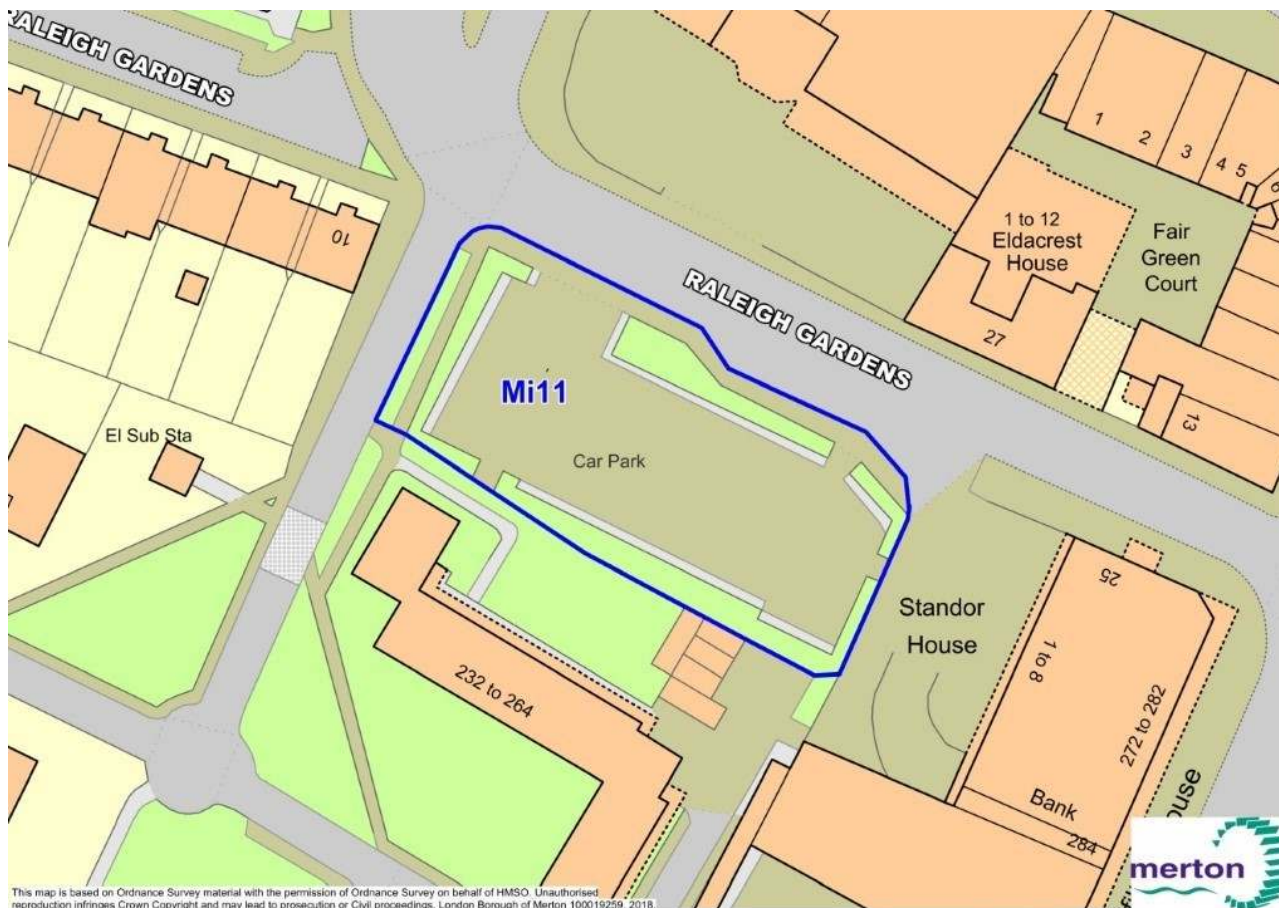 RALEIGH GARDENS
10
El Sub Sta
Mi11
Car Park
RALEIGH GARDENS
1
2
3
4
5
6
1 to 12
Eldacrest
House
Fair
Green
Court
27
13
Standor
House
25
1 to 8
272 to 282
Bank
284
232 to 264
merton
This map is based on Ordnance Survey material with the permission of Ordnance Survey on behalf of HMSO. Unauthorised
reproduction infringes Crown Copyright and may lead to prosecution or Civil proceedings. London Borough of Merton 100019259. 2018.